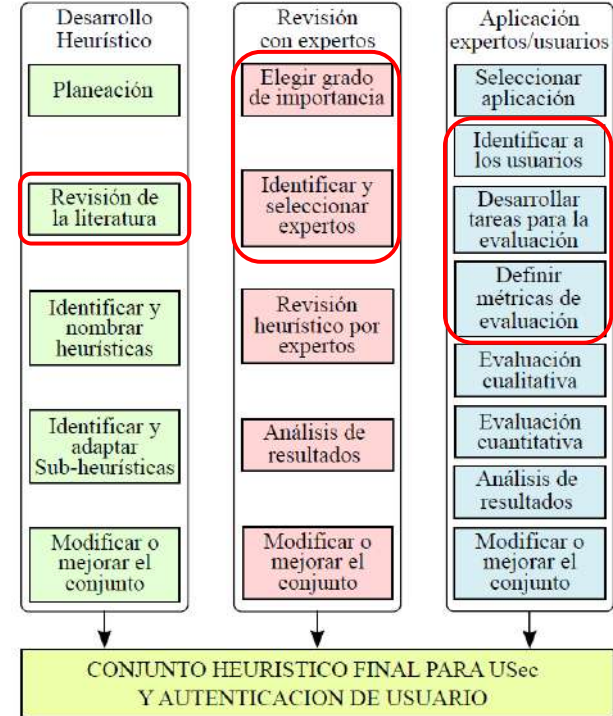 Desarrollo
Heurístico
Planeación
Revisión de
la literatura
Identificar y
nombrar
heurísticas
Identificar y
adaptar
Sub-heurísticas
Modificar o
mejorar el
conjunto
Revisión
con expertos
Elegir grado
de importancia
Identificar y
seleccionar
expertos
Revisión
heurístico por
expertos
Análisis de
resultados
Modificar o
mejorar el
conjunto
Aplicación
expertos/usuarios
Seleccionar
aplicación
Identificar a
los usuarios
Desarrollar
tareas para la
evaluación
Definir
métricas de
evaluación
Evaluación
cualitativa
Evaluación
cuantitativa
Análisis de
resultados
Modificar o
mejorar el
conjunto
CONJUNTO HEURISTICO FINAL PARA USec
Y AUTENTICACION DE USUARIO